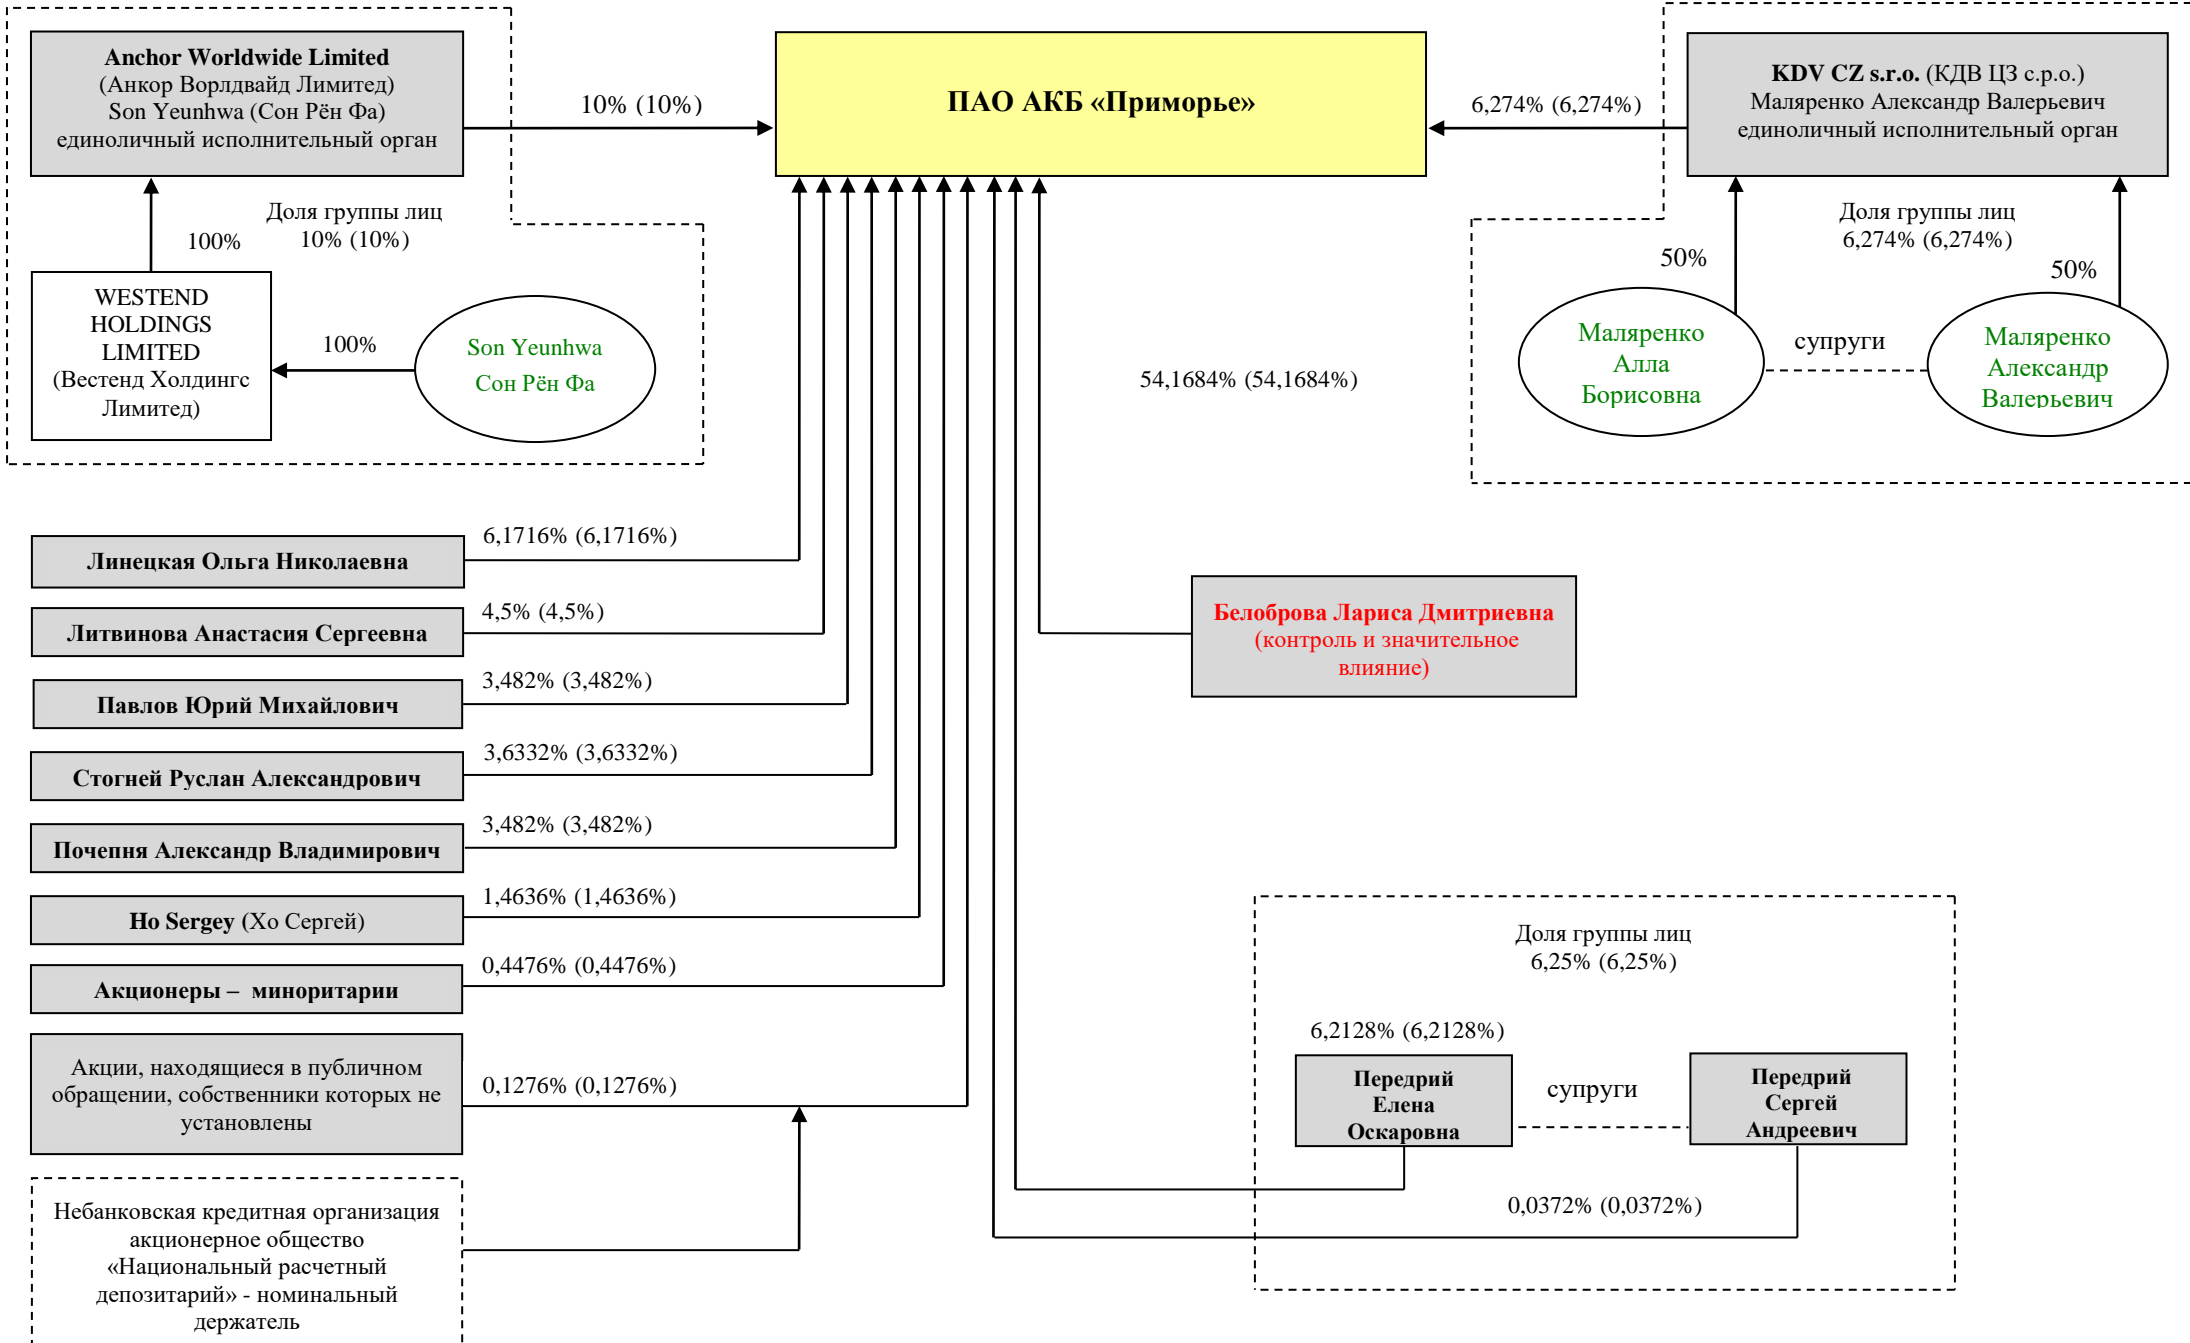 Anchor Worldwide Limited
(Анкор Ворлдвайд Лимитед)
Son Yeunhwa (Сон Рён Фа)
единоличный исполнительный орган
10% (10%)
ПАО АКБ «Приморье»
6,274% (6,274%)
KDV CZ s.r.o. (КДВ ЦЗ с.р.о.)
Маляренко Александр Валерьевич
единоличный исполнительный орган
100%
Доля группы лиц
10% (10%)
WESTEND
HOLDINGS
LIMITED
(Вестенд Холдингс
Лимитед)
100%
Son Yeunhwa
Сон Рён Фа
54,1684% (54,1684%)
Доля группы лиц
6,274% (6,274%)
50%
50%
Маляренко
Алла
Борисовна
супруги
Маляренко
Александр
Валерьевич
Линецкая Ольга Николаевна
6,1716% (6,1716%)
Литвинова Анастасия Сергеевна
4,5% (4,5%)
Павлов Юрий Михайлович
3,482% (3,482%)
Стогней Руслан Александрович
3,6332% (3,6332%)
Почепня Александр Владимирович
3,482% (3,482%)
Ho Sergey (Хо Сергей)
1,4636% (1,4636%)
Акционеры – миноритарии
0,4476% (0,4476%)
Акции, находящиеся в публичном
обращении, собственники которых не
установлены
0,1276% (0,1276%)
Небанковская кредитная организация
акционерное общество
«Национальный расчетный
депозитарий» - номинальный
держатель
Белоброва Лариса Дмитриевна
(контроль и значительное
влияние)
Доля группы лиц
6,25% (6,25%)
6,2128% (6,2128%)
Передрий
Елена
Оскаровна
супруги
Передрий
Сергей
Андреевич
0,0372% (0,0372%)